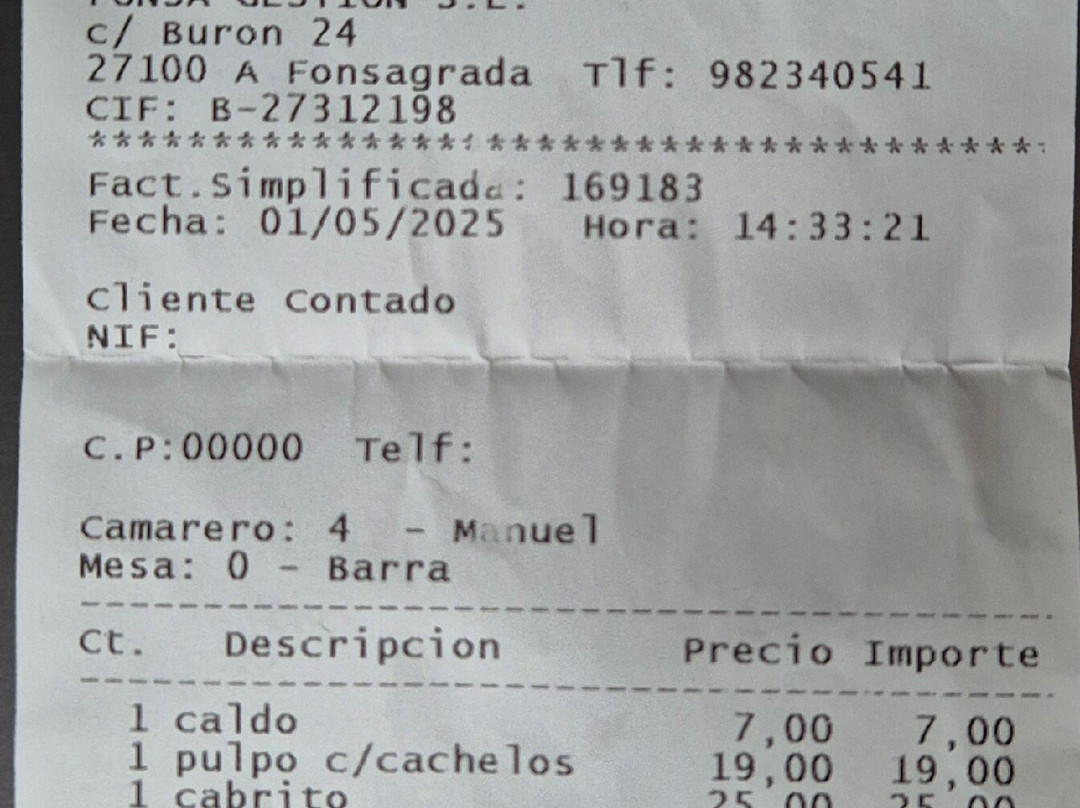 FONSA GESTION S.L.
c/ Buron 24
27100 A Fonsagrada Tlf: 982340541
CIF: B-27312198
***************************************
Fact.Simplificada: 169183
Fecha: 01/05/2025 Hora: 14:33:21
Cliente Contado
NIF:
C.P:00000 Telf:
Camarero: 4 - Manuel
Mesa: 0 - Barra
Ct. Descripcion Precio Importe
1 caldo 7,00 7,00
1 pulpo c/cachelos 19,00 19,00
1 cabrito 25,00 25,00